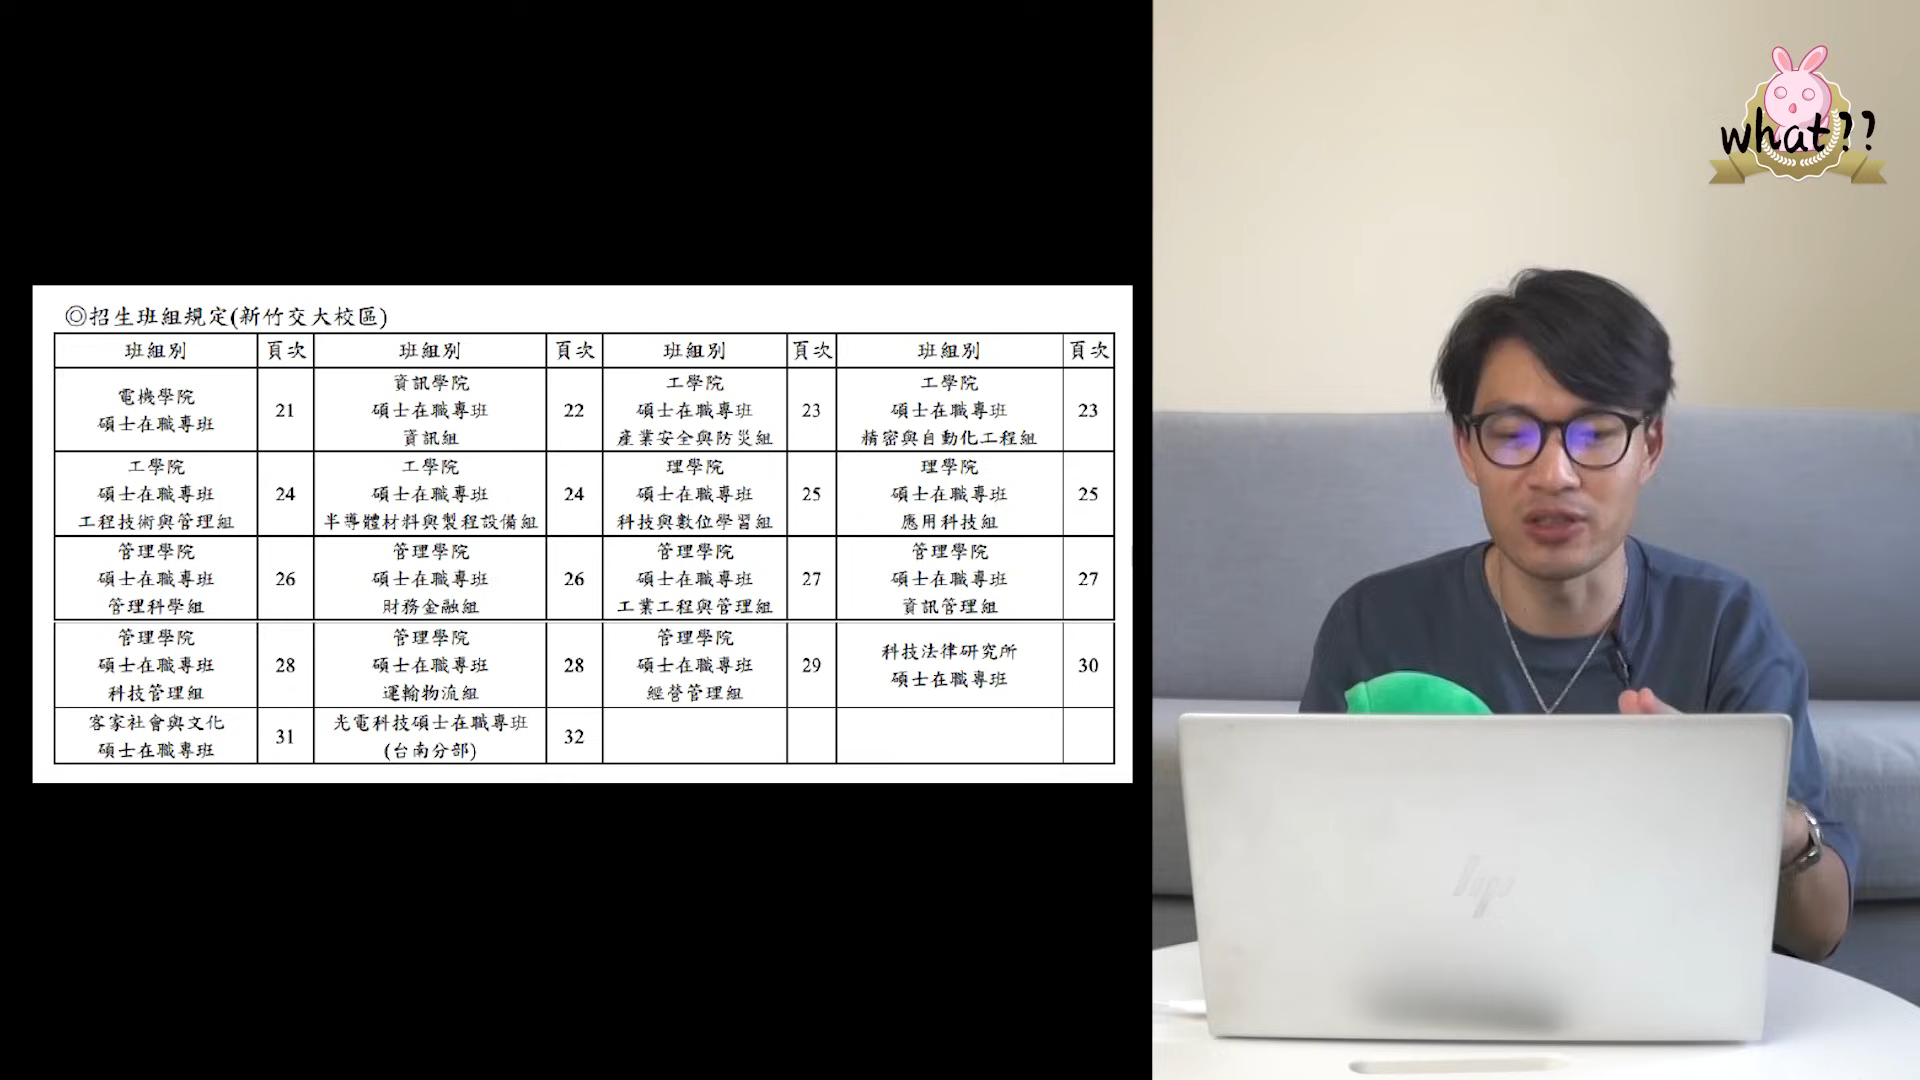 ◎招生班組規定(新竹交大校區)
班組別 頁次 班組別 頁次 班組別 頁次 班組別 頁次
電機學院
碩士在職專班
21
資訊學院
碩士在職專班
資訊組
22
工學院
碩士在職專班
產業安全與防災組
23
工學院
碩士在職專班
精密與自動化工程組
23
工學院
碩士在職專班
工程技術與管理組
24
工學院
碩士在職專班
半導體材料與製程設備組
24
理學院
碩士在職專班
科技與數位學習組
25
理學院
碩士在職專班
應用科技組
25
管理學院
碩士在職專班
管理科學組
26
管理學院
碩士在職專班
財務金融組
26
管理學院
碩士在職專班
工業工程與管理組
27
管理學院
碩士在職專班
資訊管理組
27
管理學院
碩士在職專班
科技管理組
28
管理學院
碩士在職專班
運輸物流組
28
管理學院
碩士在職專班
經營管理組
29
科技法律研究所
碩士在職專班
30
客家社會與文化
碩士在職專班
31
光電科技碩士在職專班
(台南分部)
32
what??
hp